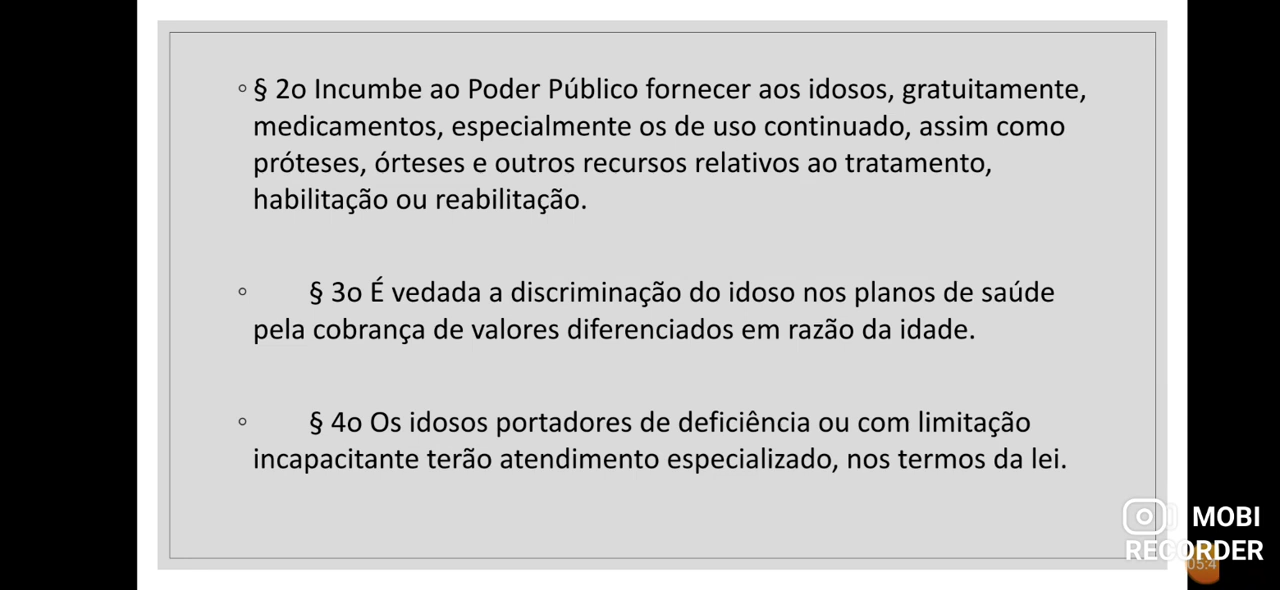 ◦ § 2o Incumbe ao Poder Público fornecer aos idosos, gratuitamente,
medicamentos, especialmente os de uso continuado, assim como
próteses, órteses e outros recursos relativos ao tratamento,
habilitação ou reabilitação.
◦ § 3o É vedada a discriminação do idoso nos planos de saúde
pela cobrança de valores diferenciados em razão da idade.
◦ § 4o Os idosos portadores de deficiência ou com limitação
incapacitante terão atendimento especializado, nos termos da lei.
MOBI
RECORDER
05:4